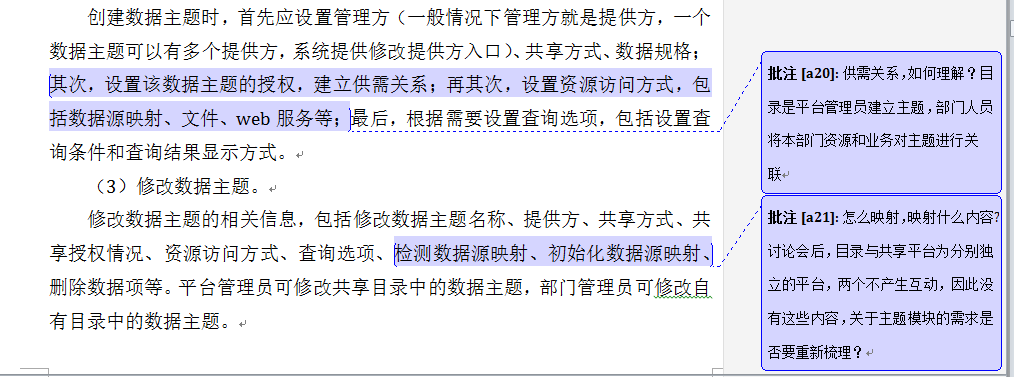 创建数据主题时，首先应设置管理方（一般情况下管理方就是提供方，一个
数据主题可以有多个提供方，系统提供修改提供方入口）、共享方式、数据规格；
其次，设置该数据主题的授权，建立供需关系；再其次，设置资源访问方式，包
括数据源映射、文件、web 服务等；最后，根据需要设置查询选项，包括设置查
询条件和查询结果显示方式。
（3）修改数据主题。
修改数据主题的相关信息，包括修改数据主题名称、提供方、共享方式、共
享授权情况、资源访问方式、查询选项、检测数据源映射、初始化数据源映射、
删除数据项等。平台管理员可修改共享目录中的数据主题，部门管理员可修改自
有目录中的数据主题。
批注 [a20]: 供需关系，如何理解？目
录是平台管理员建立主题，部门人员
将本部门资源和业务对主题进行关
联
批注 [a21]: 怎么映射，映射什么内容?
讨论会后，目录与共享平台为分别独
立的平台，两个不产生互动，因此没
有这些内容，关于主题模块的需求是
否要重新梳理？